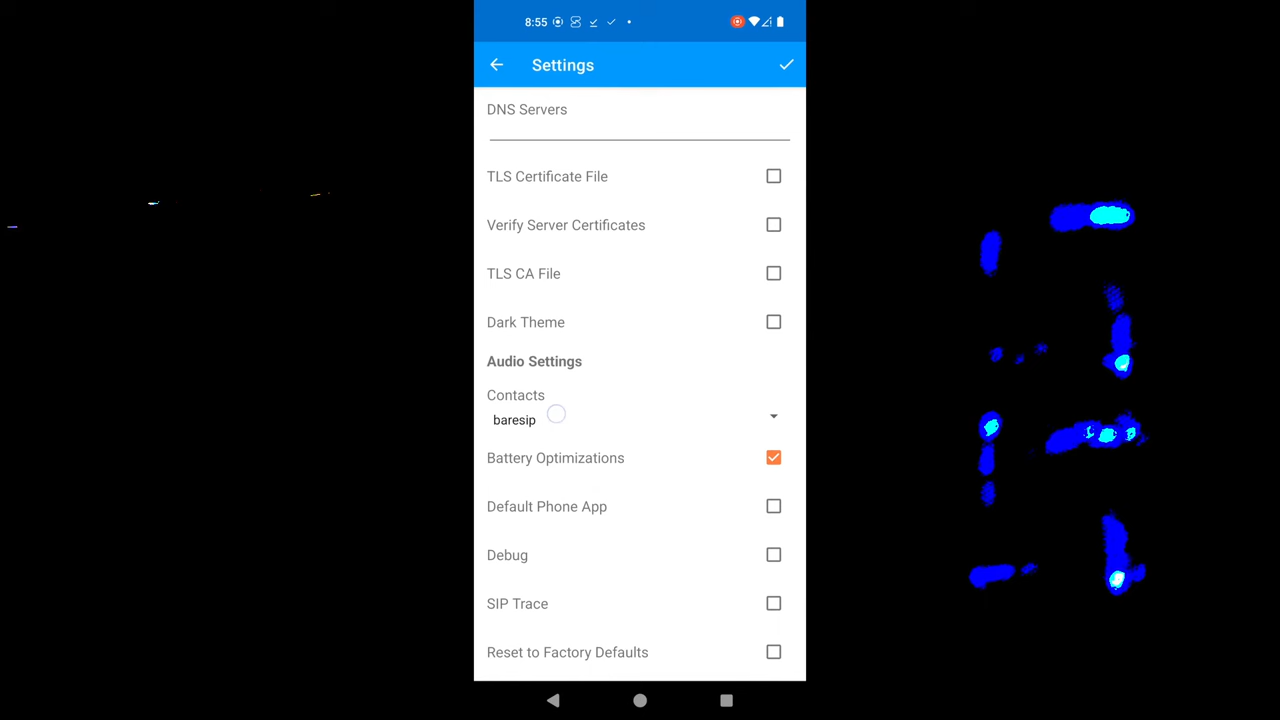 8:55
Settings
DNS Servers
TLS Certificate File
Verify Server Certificates
TLS CA File
Dark Theme
Audio Settings
Contacts
baresip
Battery Optimizations
Default Phone App
Debug
SIP Trace
Reset to Factory Defaults